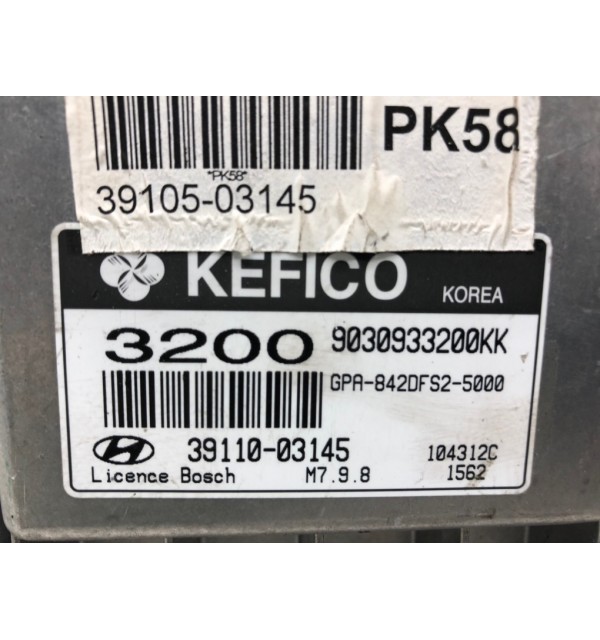 PK58
*PK58*
39105-03145
KEFICO KOREA
3200 9030933200KK
GPA-842DFS2-5000
39110-03145 104312C
Licence Bosch M7.9.8 1562